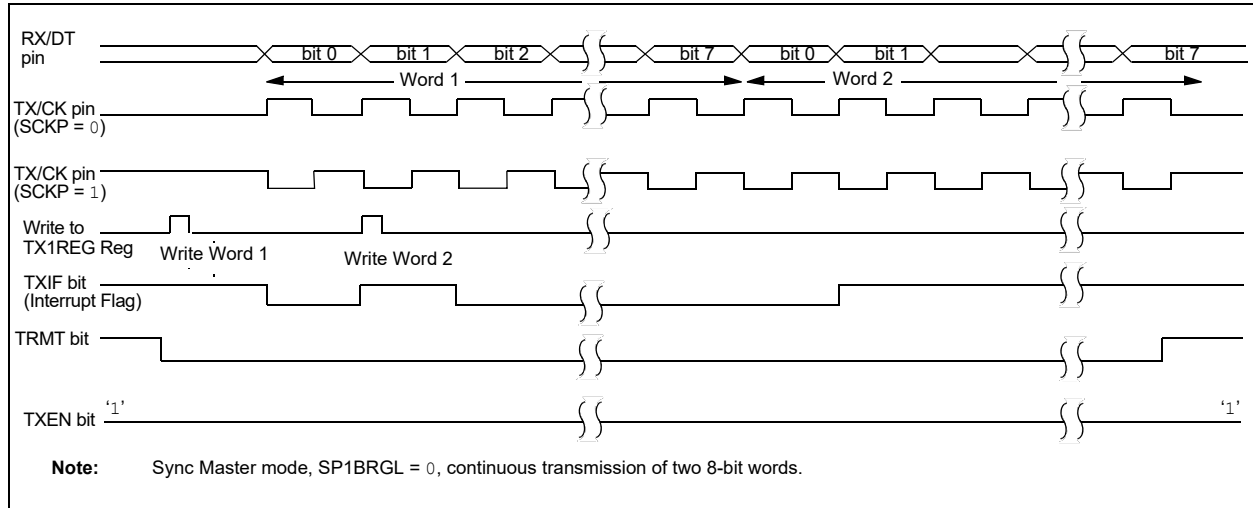 RX/DT
pin
bit 0 bit 1 bit 2 bit 7 bit 0 bit 1 bit 7
Word 1 Word 2
TX/CK pin
(SCKP = 0)
TX/CK pin
(SCKP = 1)
Write to
TX1REG Reg
Write Word 1 Write Word 2
TXIF bit
(Interrupt Flag)
TRMT bit
TXEN bit ‘1’ ‘1’
Note: Sync Master mode, SP1BRGL = 0, continuous transmission of two 8-bit words.